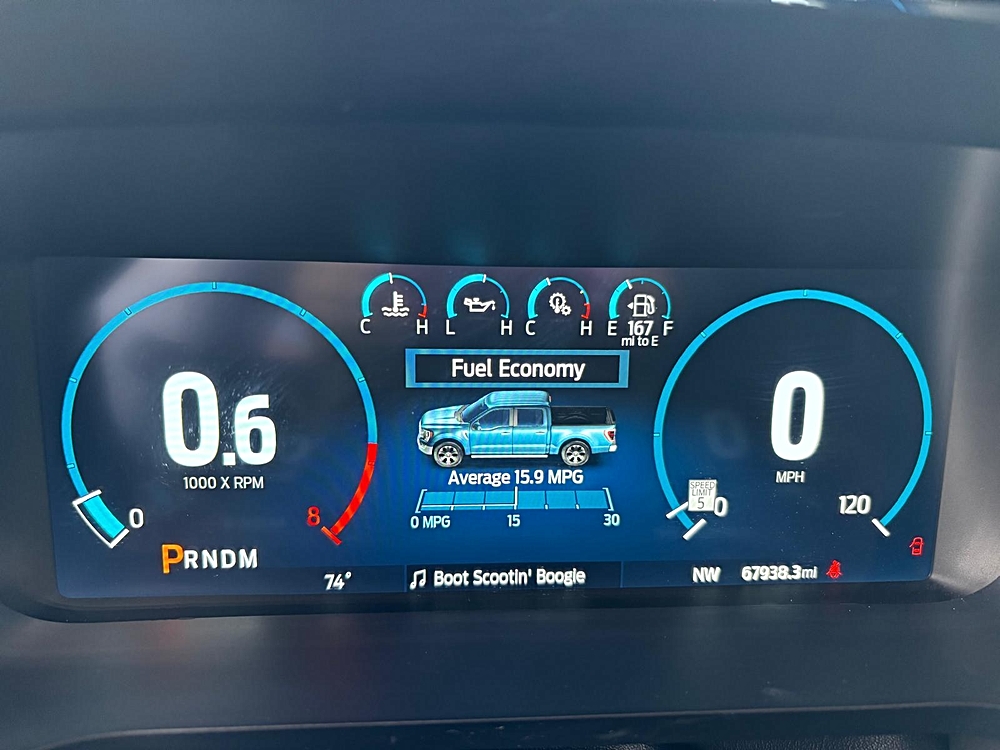 C H L H C H E 167 F
mi to E
Fuel Economy
0.6
1000 X RPM
0
8
PRNDM
Average 15.9 MPG
0 MPG 15 30
0
MPH
SPEED
LIMIT
5
0
120
74°
Boot Scootin' Boogie
NW 67938.3mi